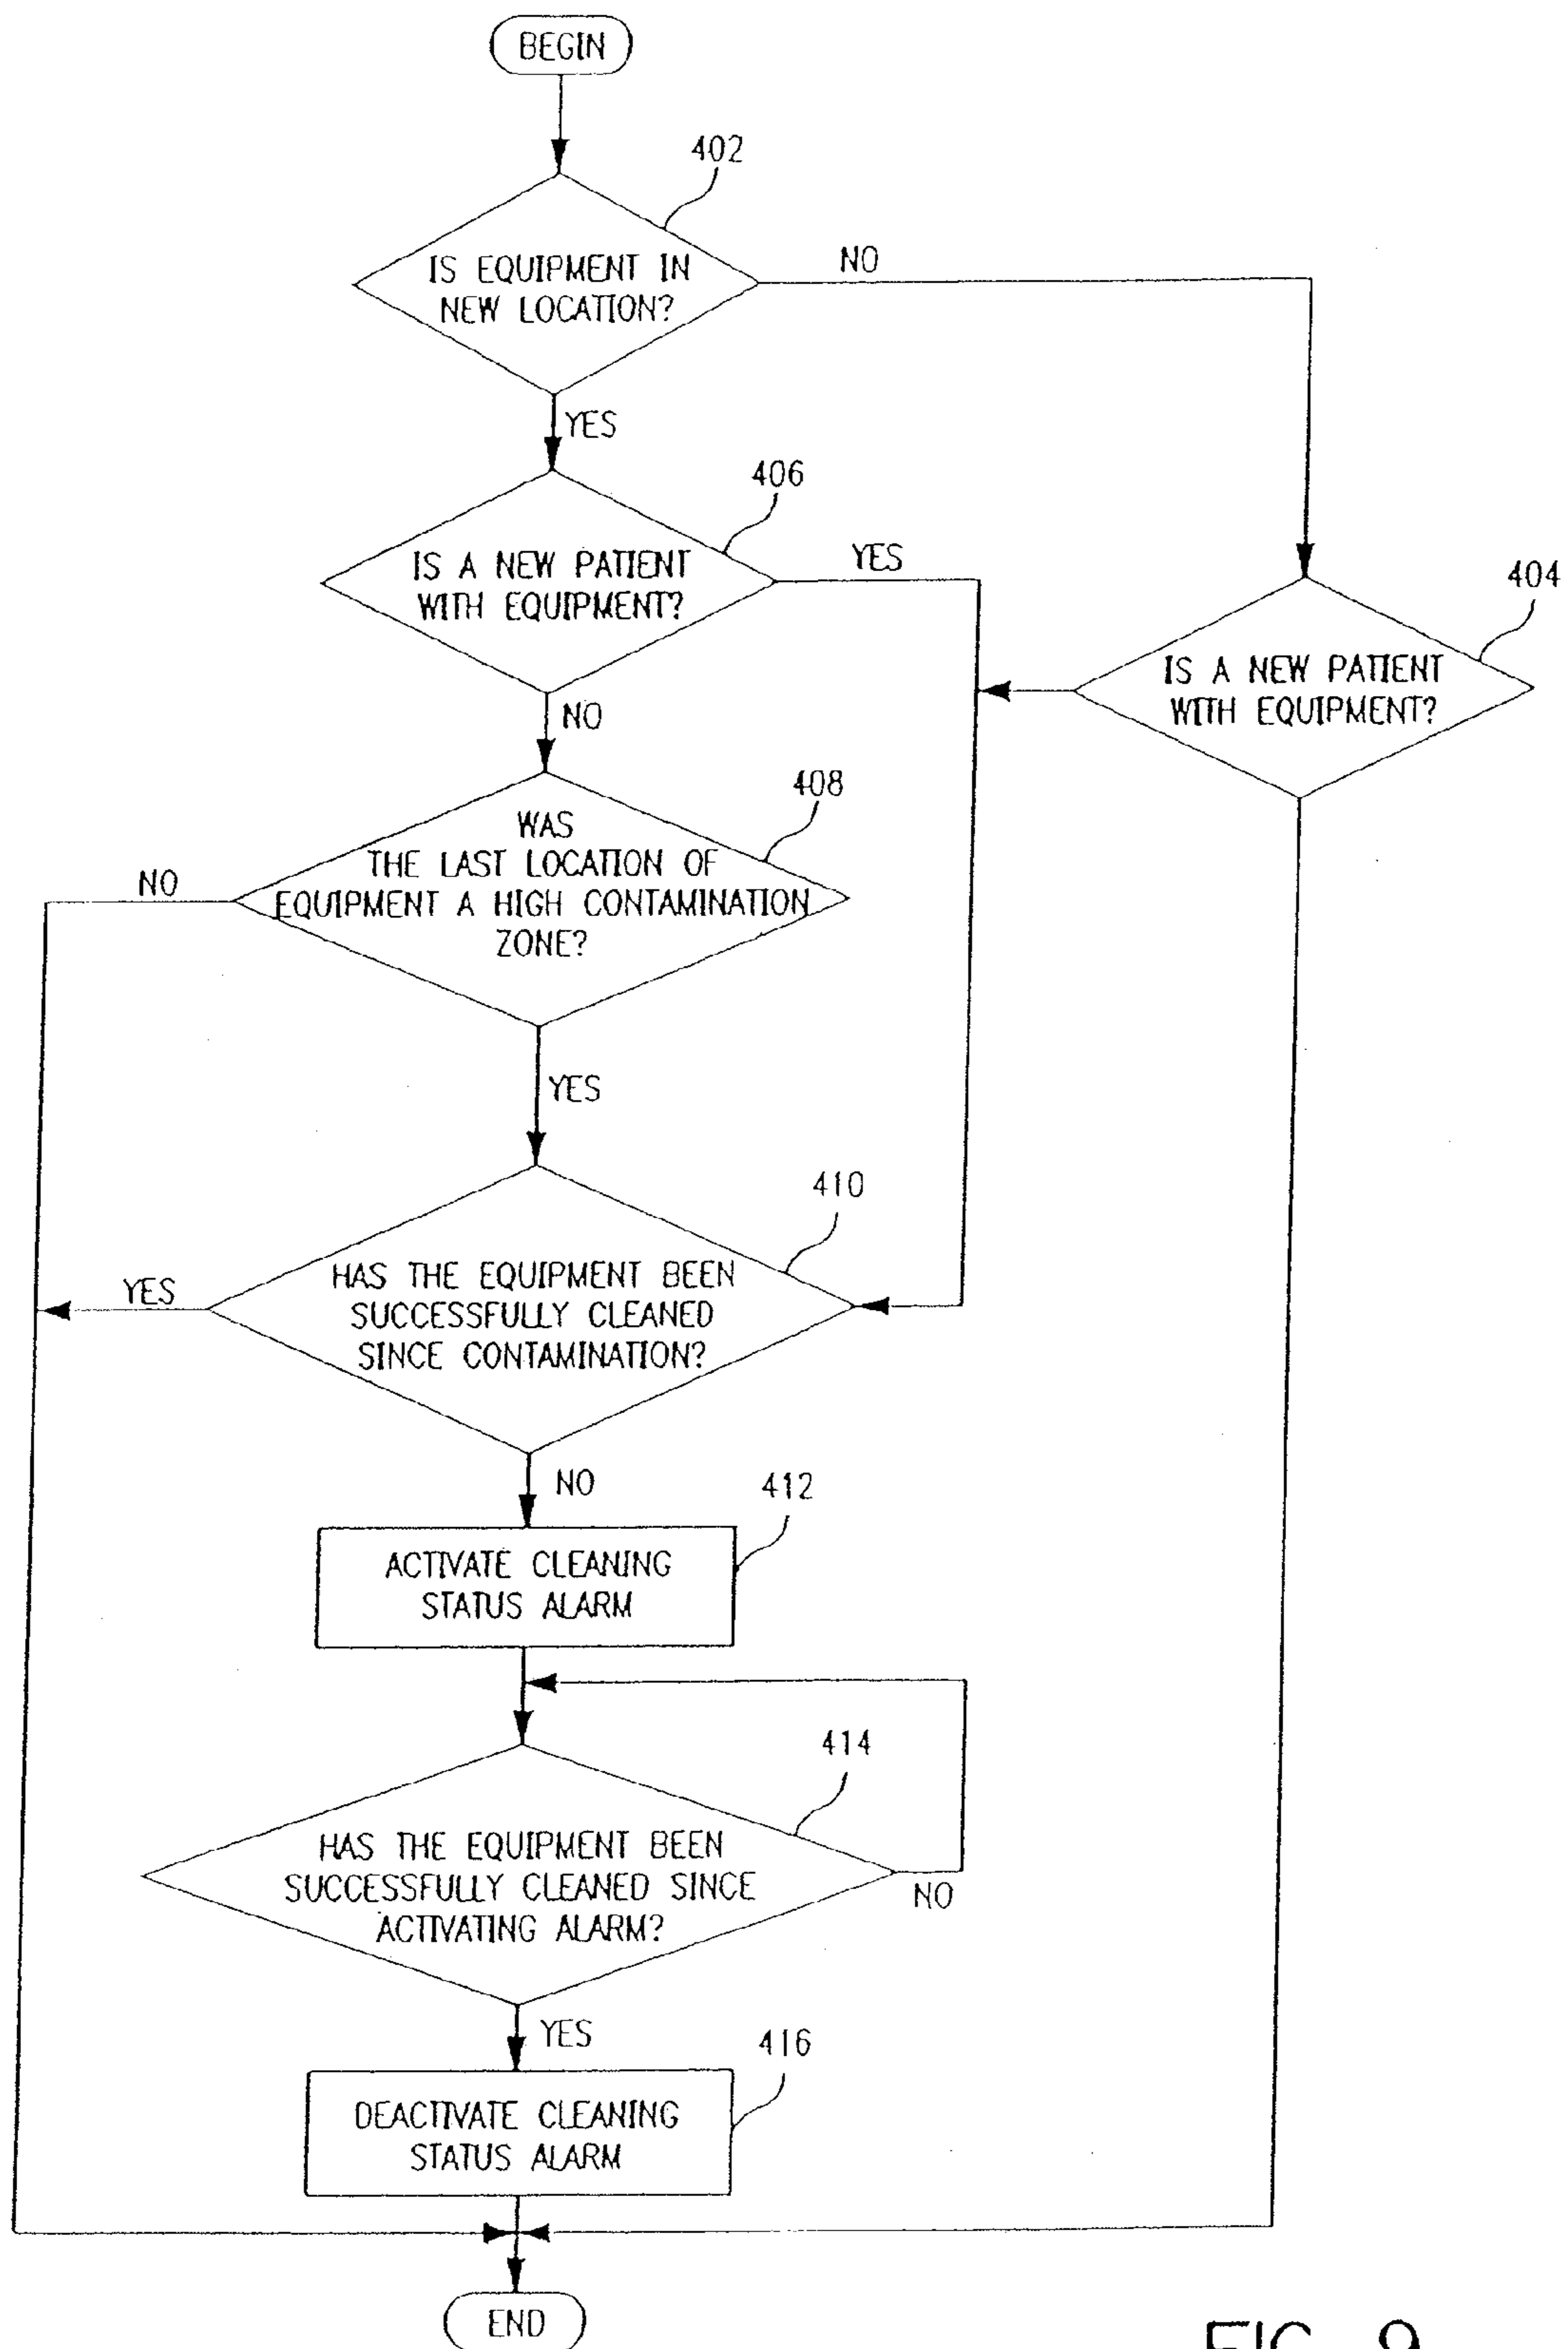 BEGIN
402
IS EQUIPMENT IN
NEW LOCATION?
NO
YES
406
IS A NEW PATIENT
WITH EQUIPMENT?
YES
404
IS A NEW PATIENT
WITH EQUIPMENT?
NO
408
WAS
THE LAST LOCATION OF
EQUIPMENT A HIGH CONTAMINATION
ZONE?
NO
YES
410
HAS THE EQUIPMENT BEEN
SUCCESSFULLY CLEANED
SINCE CONTAMINATION?
YES
NO
412
ACTIVATE CLEANING
STATUS ALARM
414
HAS THE EQUIPMENT BEEN
SUCCESSFULLY CLEANED SINCE
ACTIVATING ALARM?
NO
YES
416
DEACTIVATE CLEANING
STATUS ALARM
END
FIG. 9